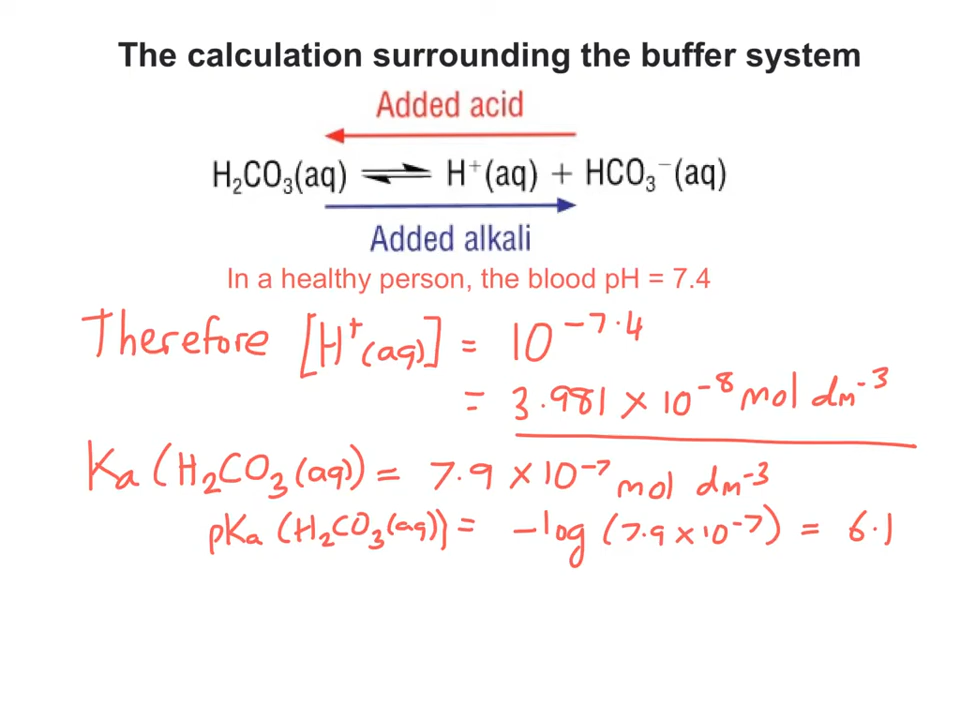 The calculation surrounding the buffer system
Added acid
H₂CO₃(aq) ⇌ H⁺(aq) + HCO₃⁻(aq)
Added alkali
In a healthy person, the blood pH = 7.4
Therefore [H⁺(aq)] = 10⁻⁷·⁴
= 3.981 × 10⁻⁸ mol dm⁻³
Ka (H₂CO₃(aq)) = 7.9 × 10⁻⁷ mol dm⁻³
pKa (H₂CO₃(aq)) = -log (7.9 × 10⁻⁷) = 6.1